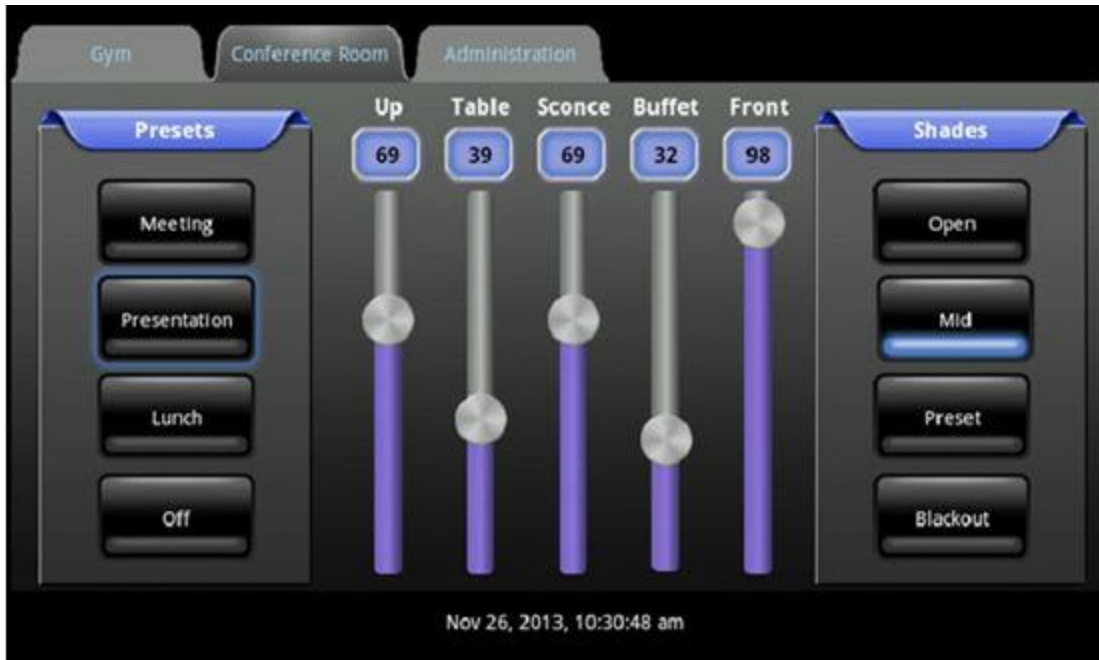 Gym
Conference Room
Administration
Presets
Meeting
Presentation
Lunch
Off
Up Table Sconce Buffet Front
69 39 69 32 98
Shades
Open
Mid
Preset
Blackout
Nov 26, 2013, 10:30:48 am